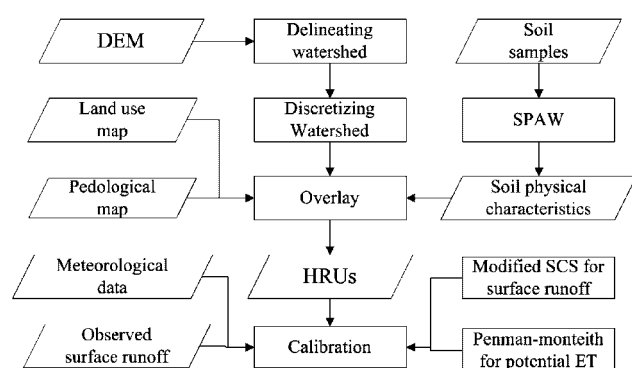 DEM
Delineating
watershed
Soil
samples
Land use
map
Discretizing
Watershed
SPAW
Pedological
map
Overlay
Soil physical
characteristics
Meteorological
data
HRUs
Modified SCS for
surface runoff
Observed
surface runoff
Calibration
Penman-monteith
for potential ET